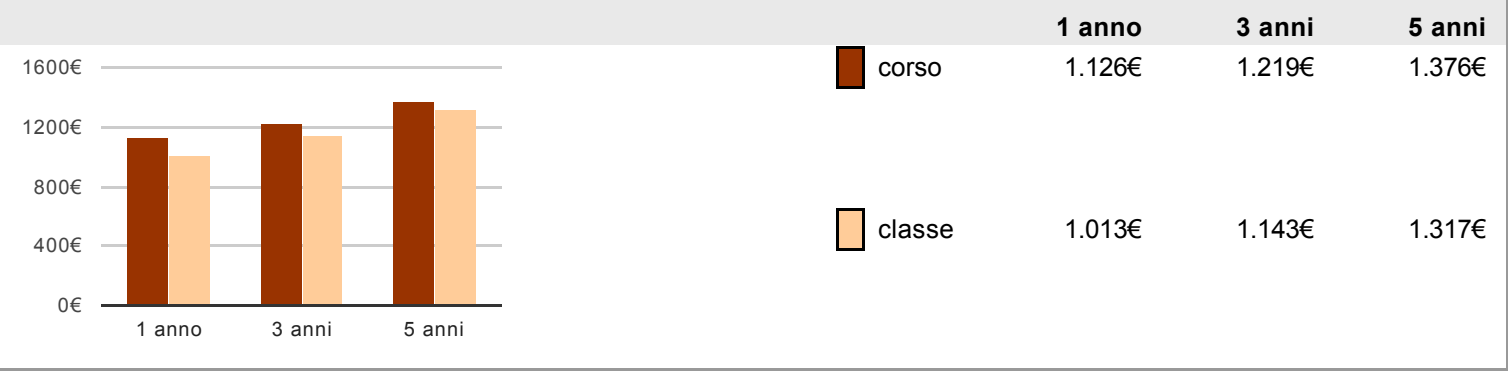 1 anno 3 anni 5 anni
1600€
1200€
800€
400€
0€
1 anno 3 anni 5 anni
corso 1.126€ 1.219€ 1.376€
classe 1.013€ 1.143€ 1.317€